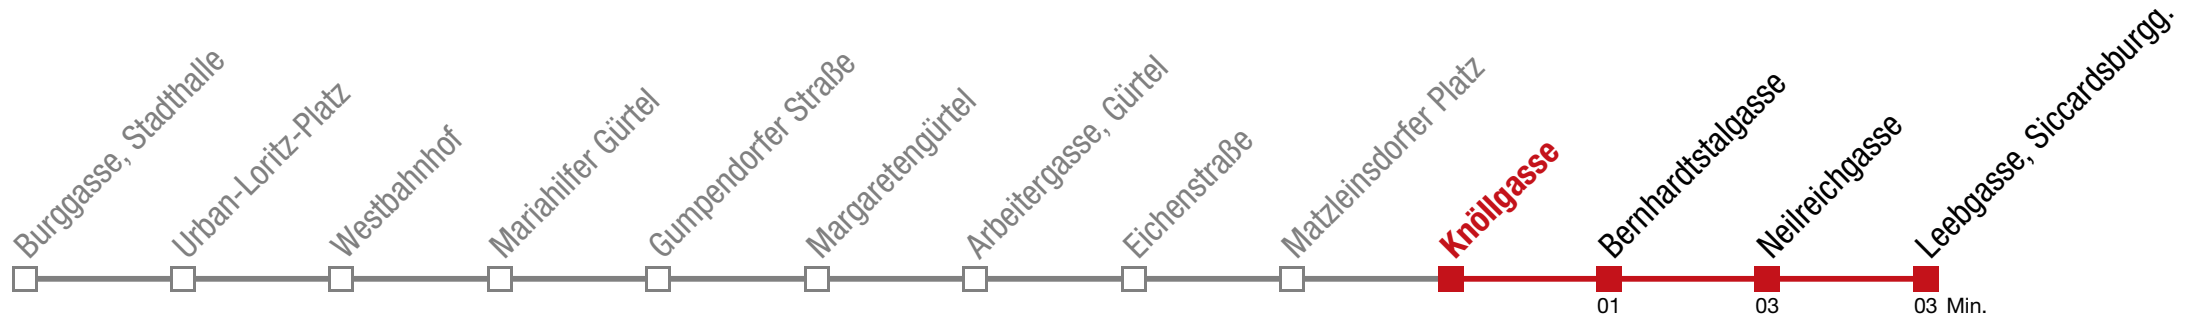 Burggasse, Stadthalle
Urban-Loritz-Platz
Westbahnhof
Mariahilfer Gürtel
Gumpendorfer Straße
Margaretengürtel
Arbeitergasse, Gürtel
Eichenstraße
Matzleinsdorfer Platz
Knöllgasse
Bernhardtstalgasse
Neilreichgasse
Leebgasse, Siccardsburgg.
01 03 03 Min.